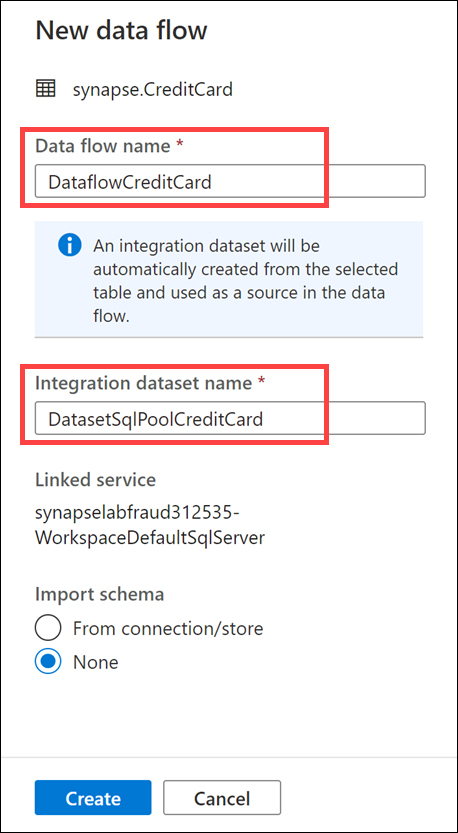 New data flow
synapse.CreditCard
Data flow name *
DataflowCreditCard
An integration dataset will be
automatically created from the selected
table and used as a source in the data
flow.
Integration dataset name *
DatasetSqlPoolCreditCard
Linked service
synapselabfraud312535-
WorkspaceDefaultSqlServer
Import schema
From connection/store
None
Create
Cancel